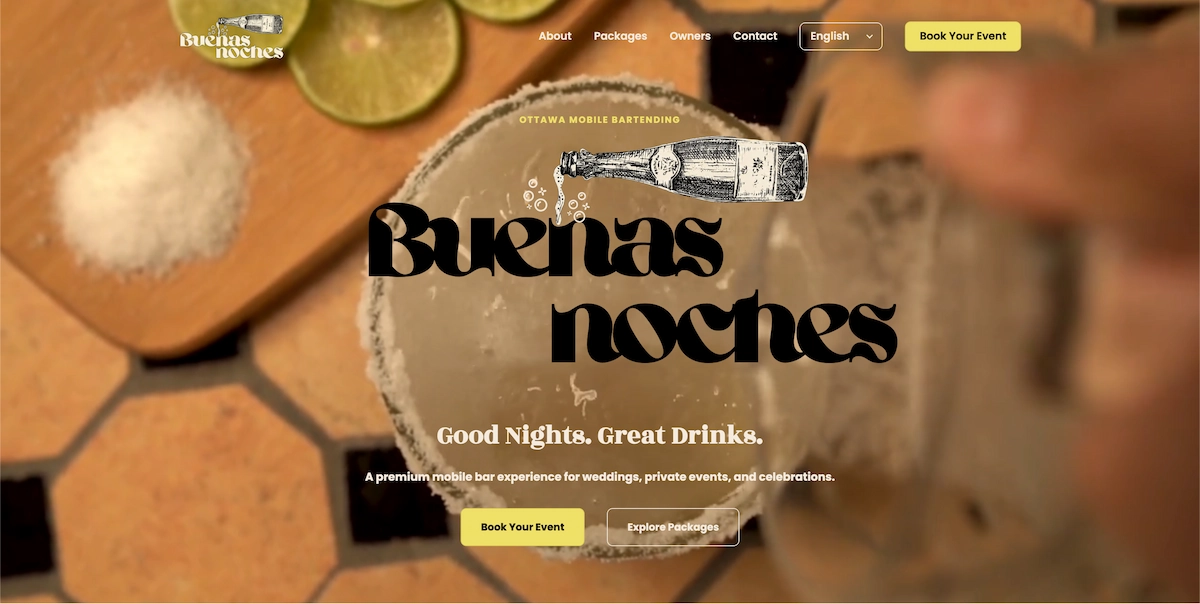 Buenas
noches
About
Packages
Owners
Contact
English
Book Your Event
OTTAWA MOBILE BARTENDING
Buenas
noches
Good Nights. Great Drinks.
A premium mobile bar experience for weddings, private events, and celebrations.
Book Your Event
Explore Packages